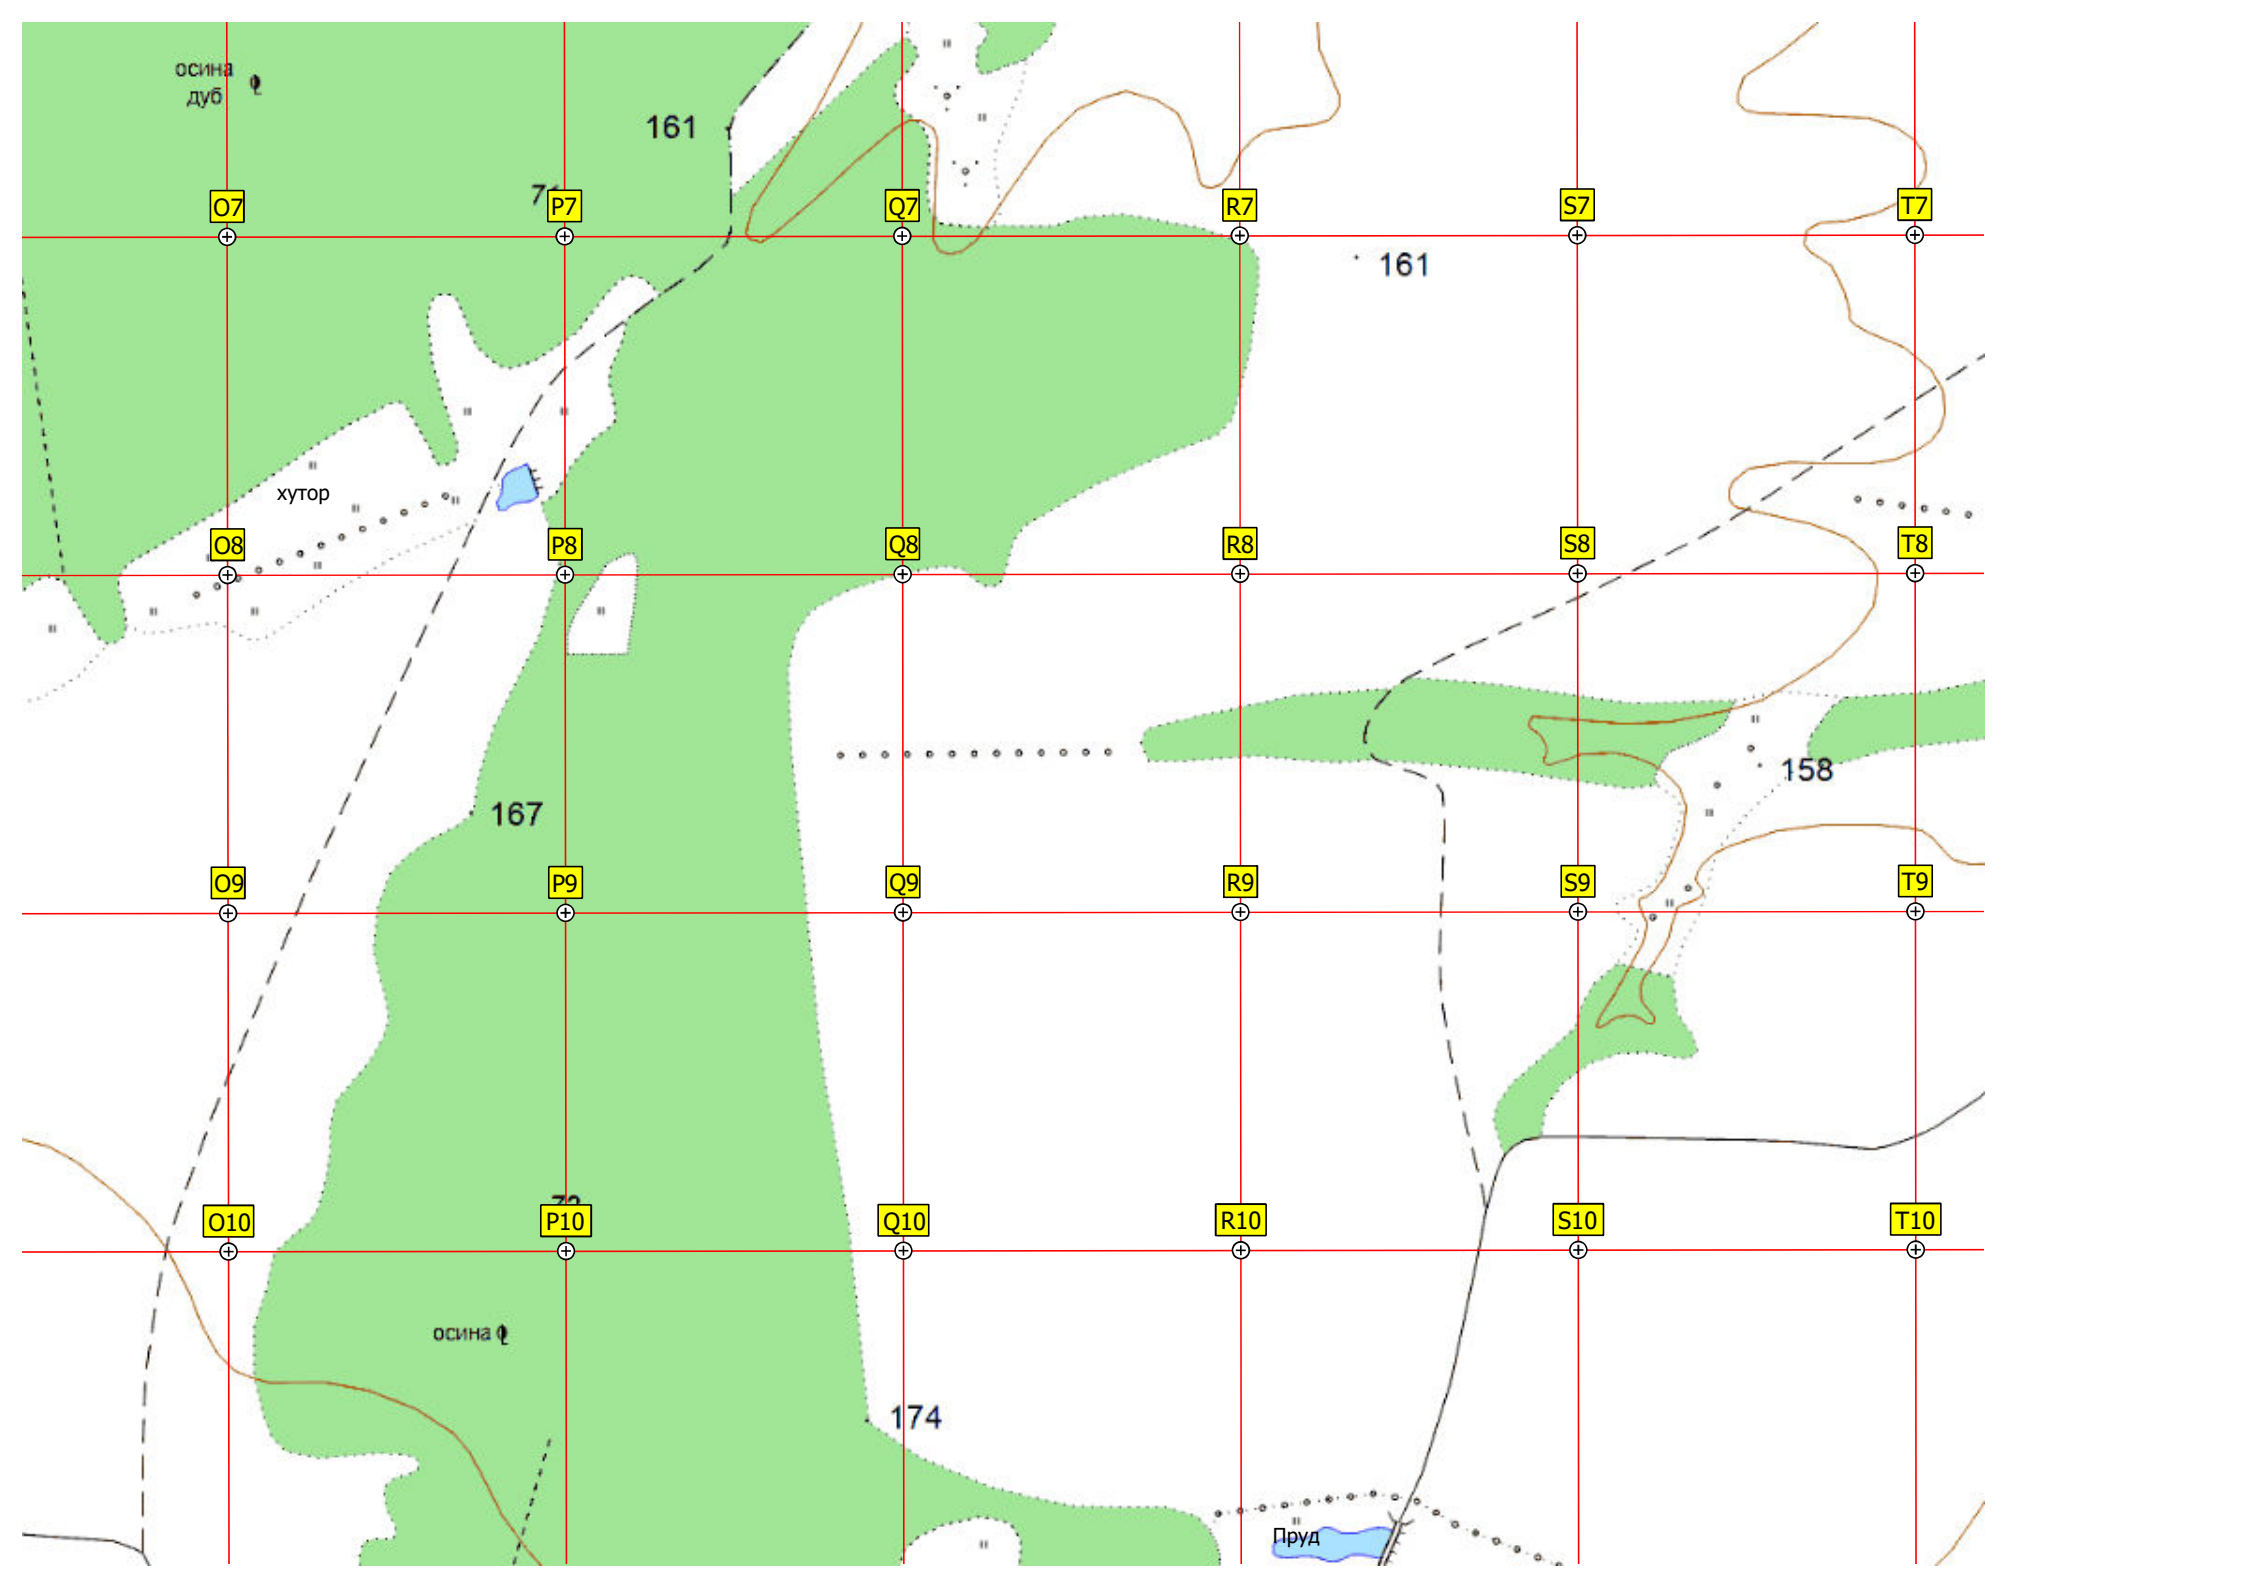 осина
дуб
161
O7
P7
Q7
R7
S7
T7
161
хутор
O8
P8
Q8
R8
S8
T8
158
167
O9
P9
Q9
R9
S9
T9
O10
P10
Q10
R10
S10
T10
осина
174
Пруд